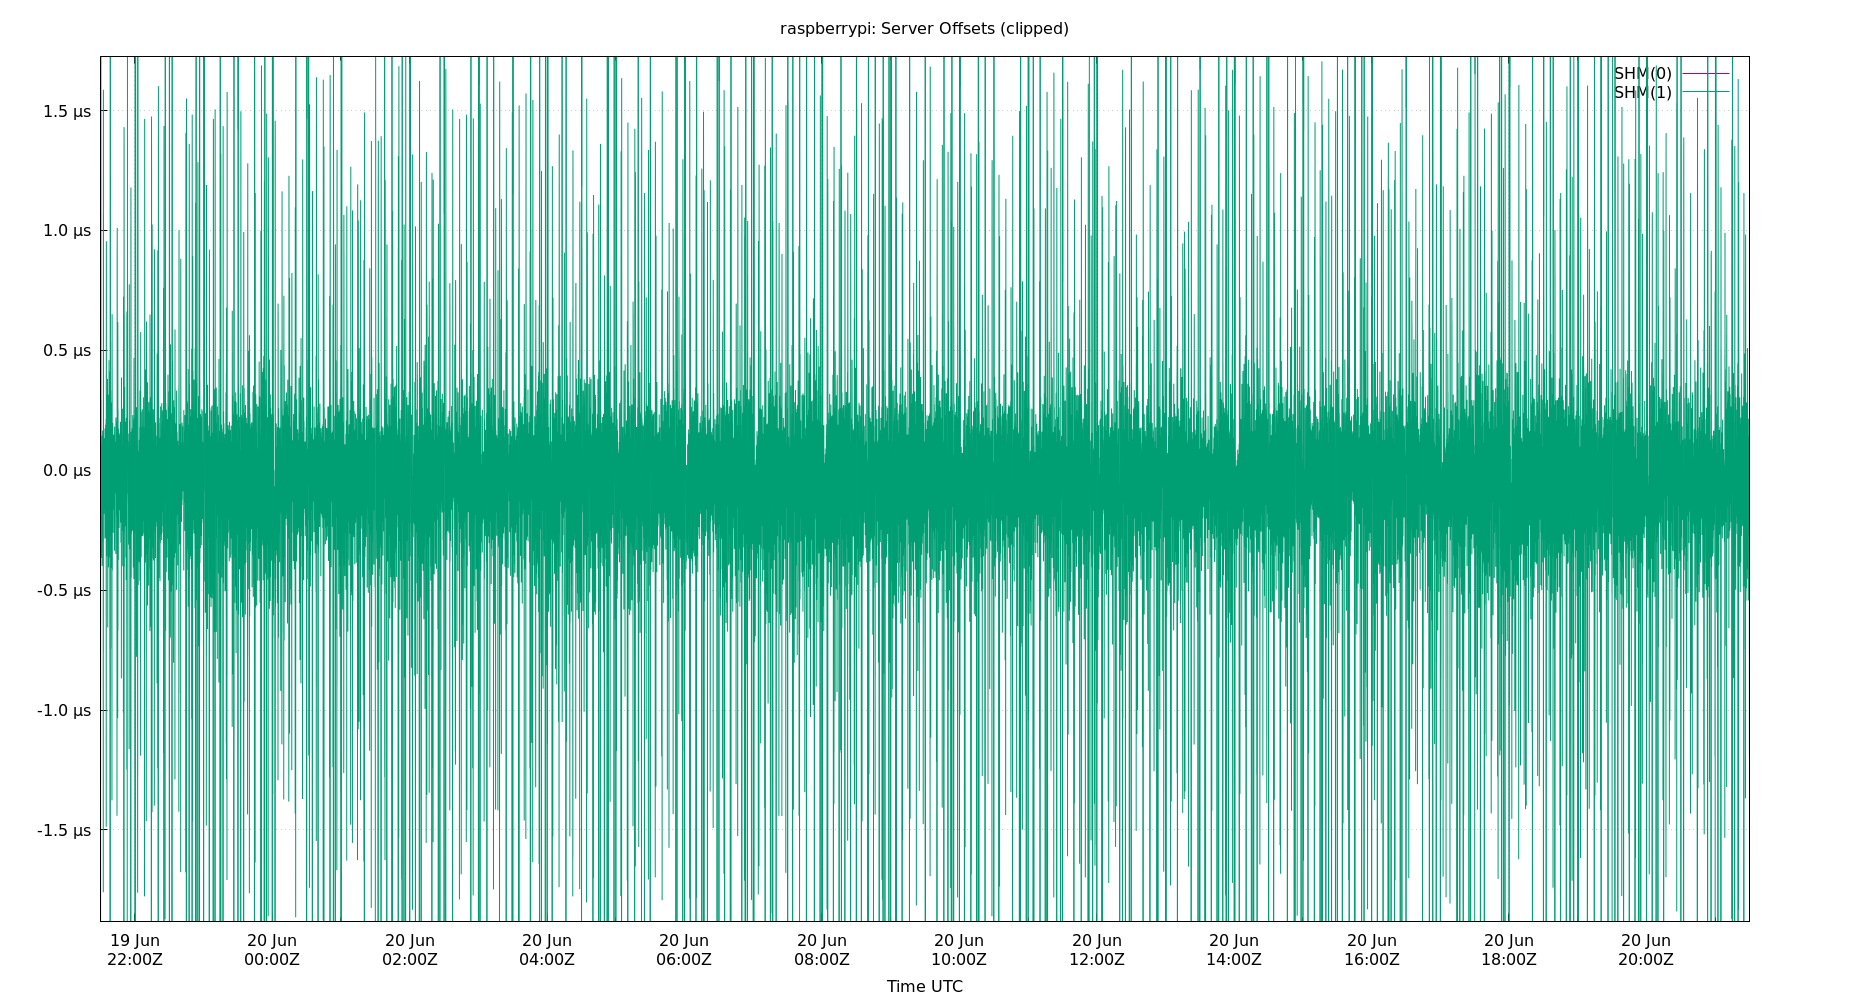 raspberrypi: Server Offsets (clipped)
SHM(0)
SHM(1)
1.5 µs
1.0 µs
0.5 µs
0.0 µs
-0.5 µs
-1.0 µs
-1.5 µs
19 Jun 20 Jun 20 Jun 20 Jun 20 Jun 20 Jun 20 Jun 20 Jun 20 Jun 20 Jun 20 Jun 20 Jun
22:00Z 00:00Z 02:00Z 04:00Z 06:00Z 08:00Z 10:00Z 12:00Z 14:00Z 16:00Z 18:00Z 20:00Z
Time UTC